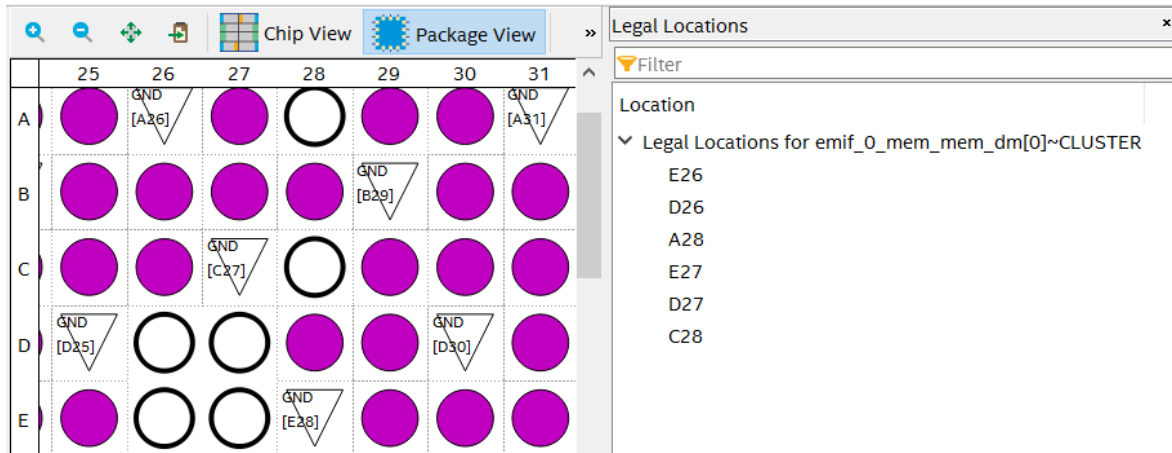 Chip View Package View » Legal Locations ×
Filter
25 26 27 28 29 30 31
Location
A GND [A26] GND [A31]
Legal Locations for emif_0_mem_mem_dm[0]~CLUSTER
E26
B GND [B29]
D26
A28
C GND [C27]
E27
D27
C28
D GND [D25] GND [D30]
E GND [E28]